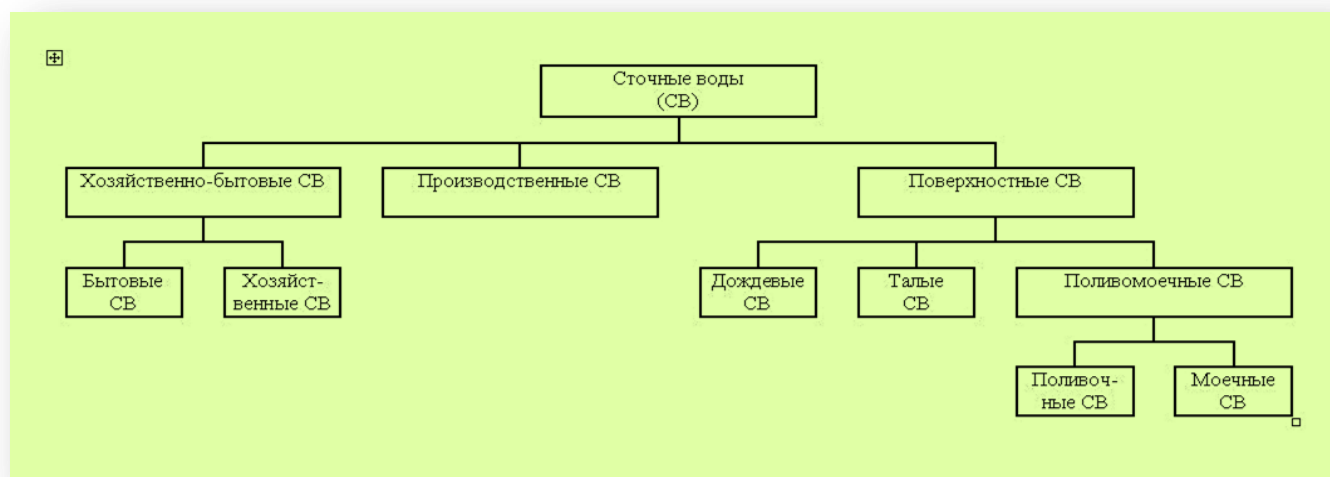 Сточные воды
(СВ)
Хозяйственно-бытовые СВ
Производственные СВ
Поверхностные СВ
Бытовые
СВ
Хозяйст-
венные СВ
Дождевые
СВ
Талые
СВ
Поливомоечные СВ
Поливоч-
ные СВ
Моечные
СВ